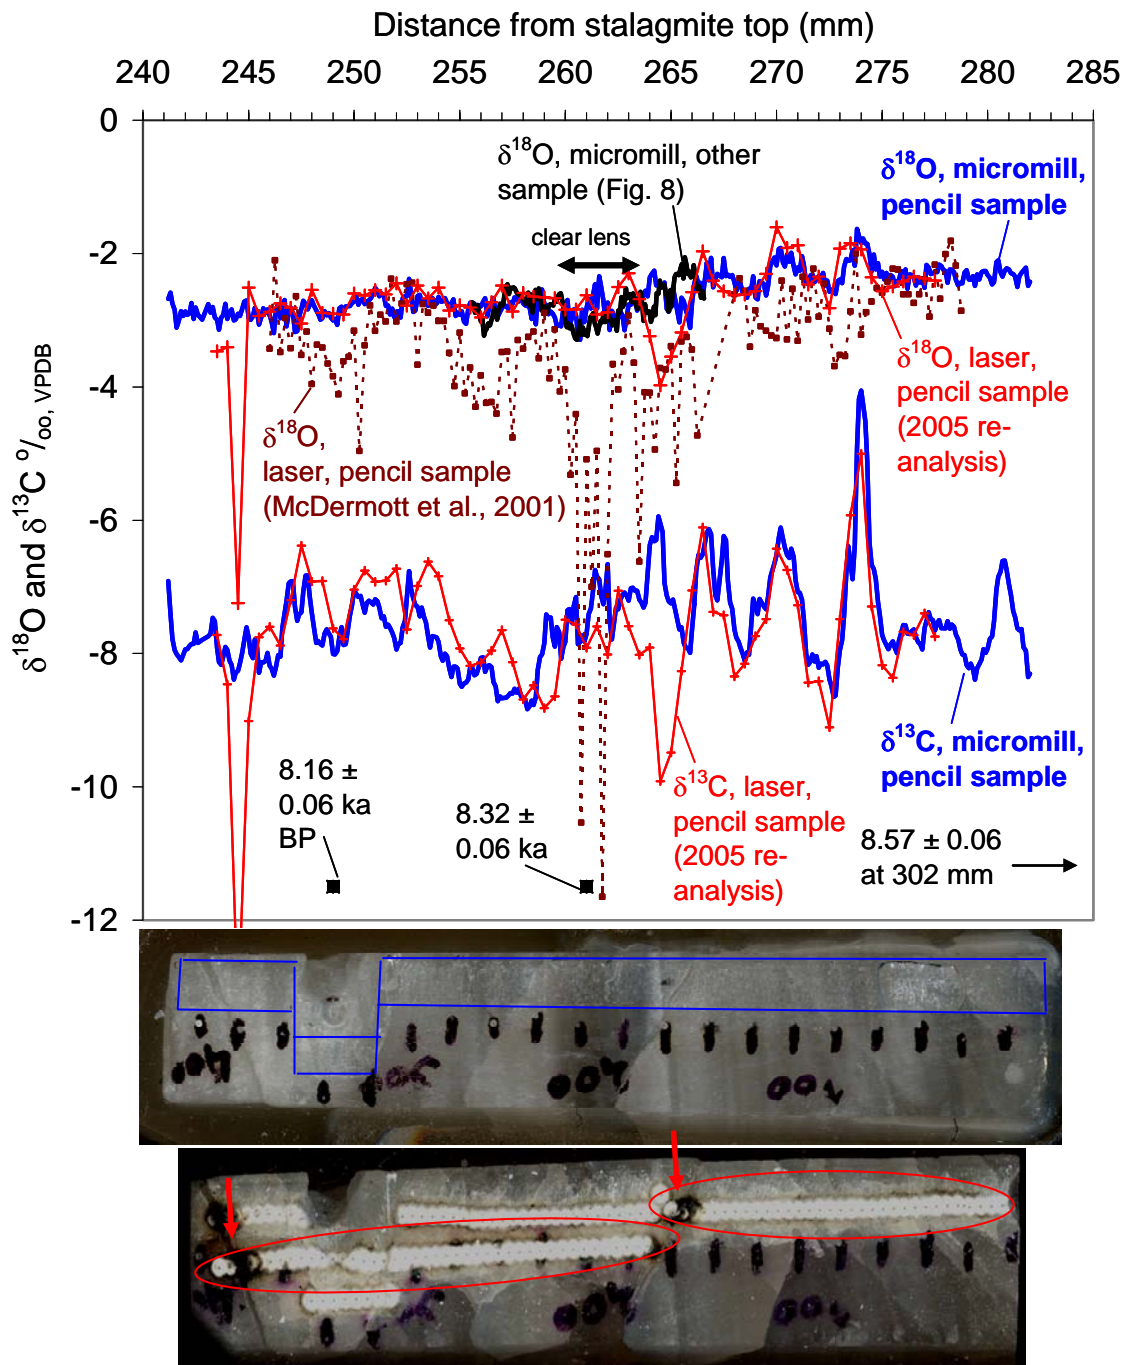 Distance from stalagmite top (mm)
240 245 250 255 260 265 270 275 280 285
0
-2
-4
-6
-8
-10
-12
δ18O and δ13C o/oo, VPDB
δ18O, micromill, other
sample (Fig. 8)
clear lens
δ18O, micromill,
pencil sample
δ18O, laser,
pencil sample
(2005 re-
analysis)
δ18O,
laser, pencil sample
(McDermott et al., 2001)
δ13C, micromill,
pencil sample
δ13C, laser,
pencil sample
(2005 re-
analysis)
8.16 ±
0.06 ka
BP
8.32 ±
0.06 ka
8.57 ± 0.06
at 302 mm